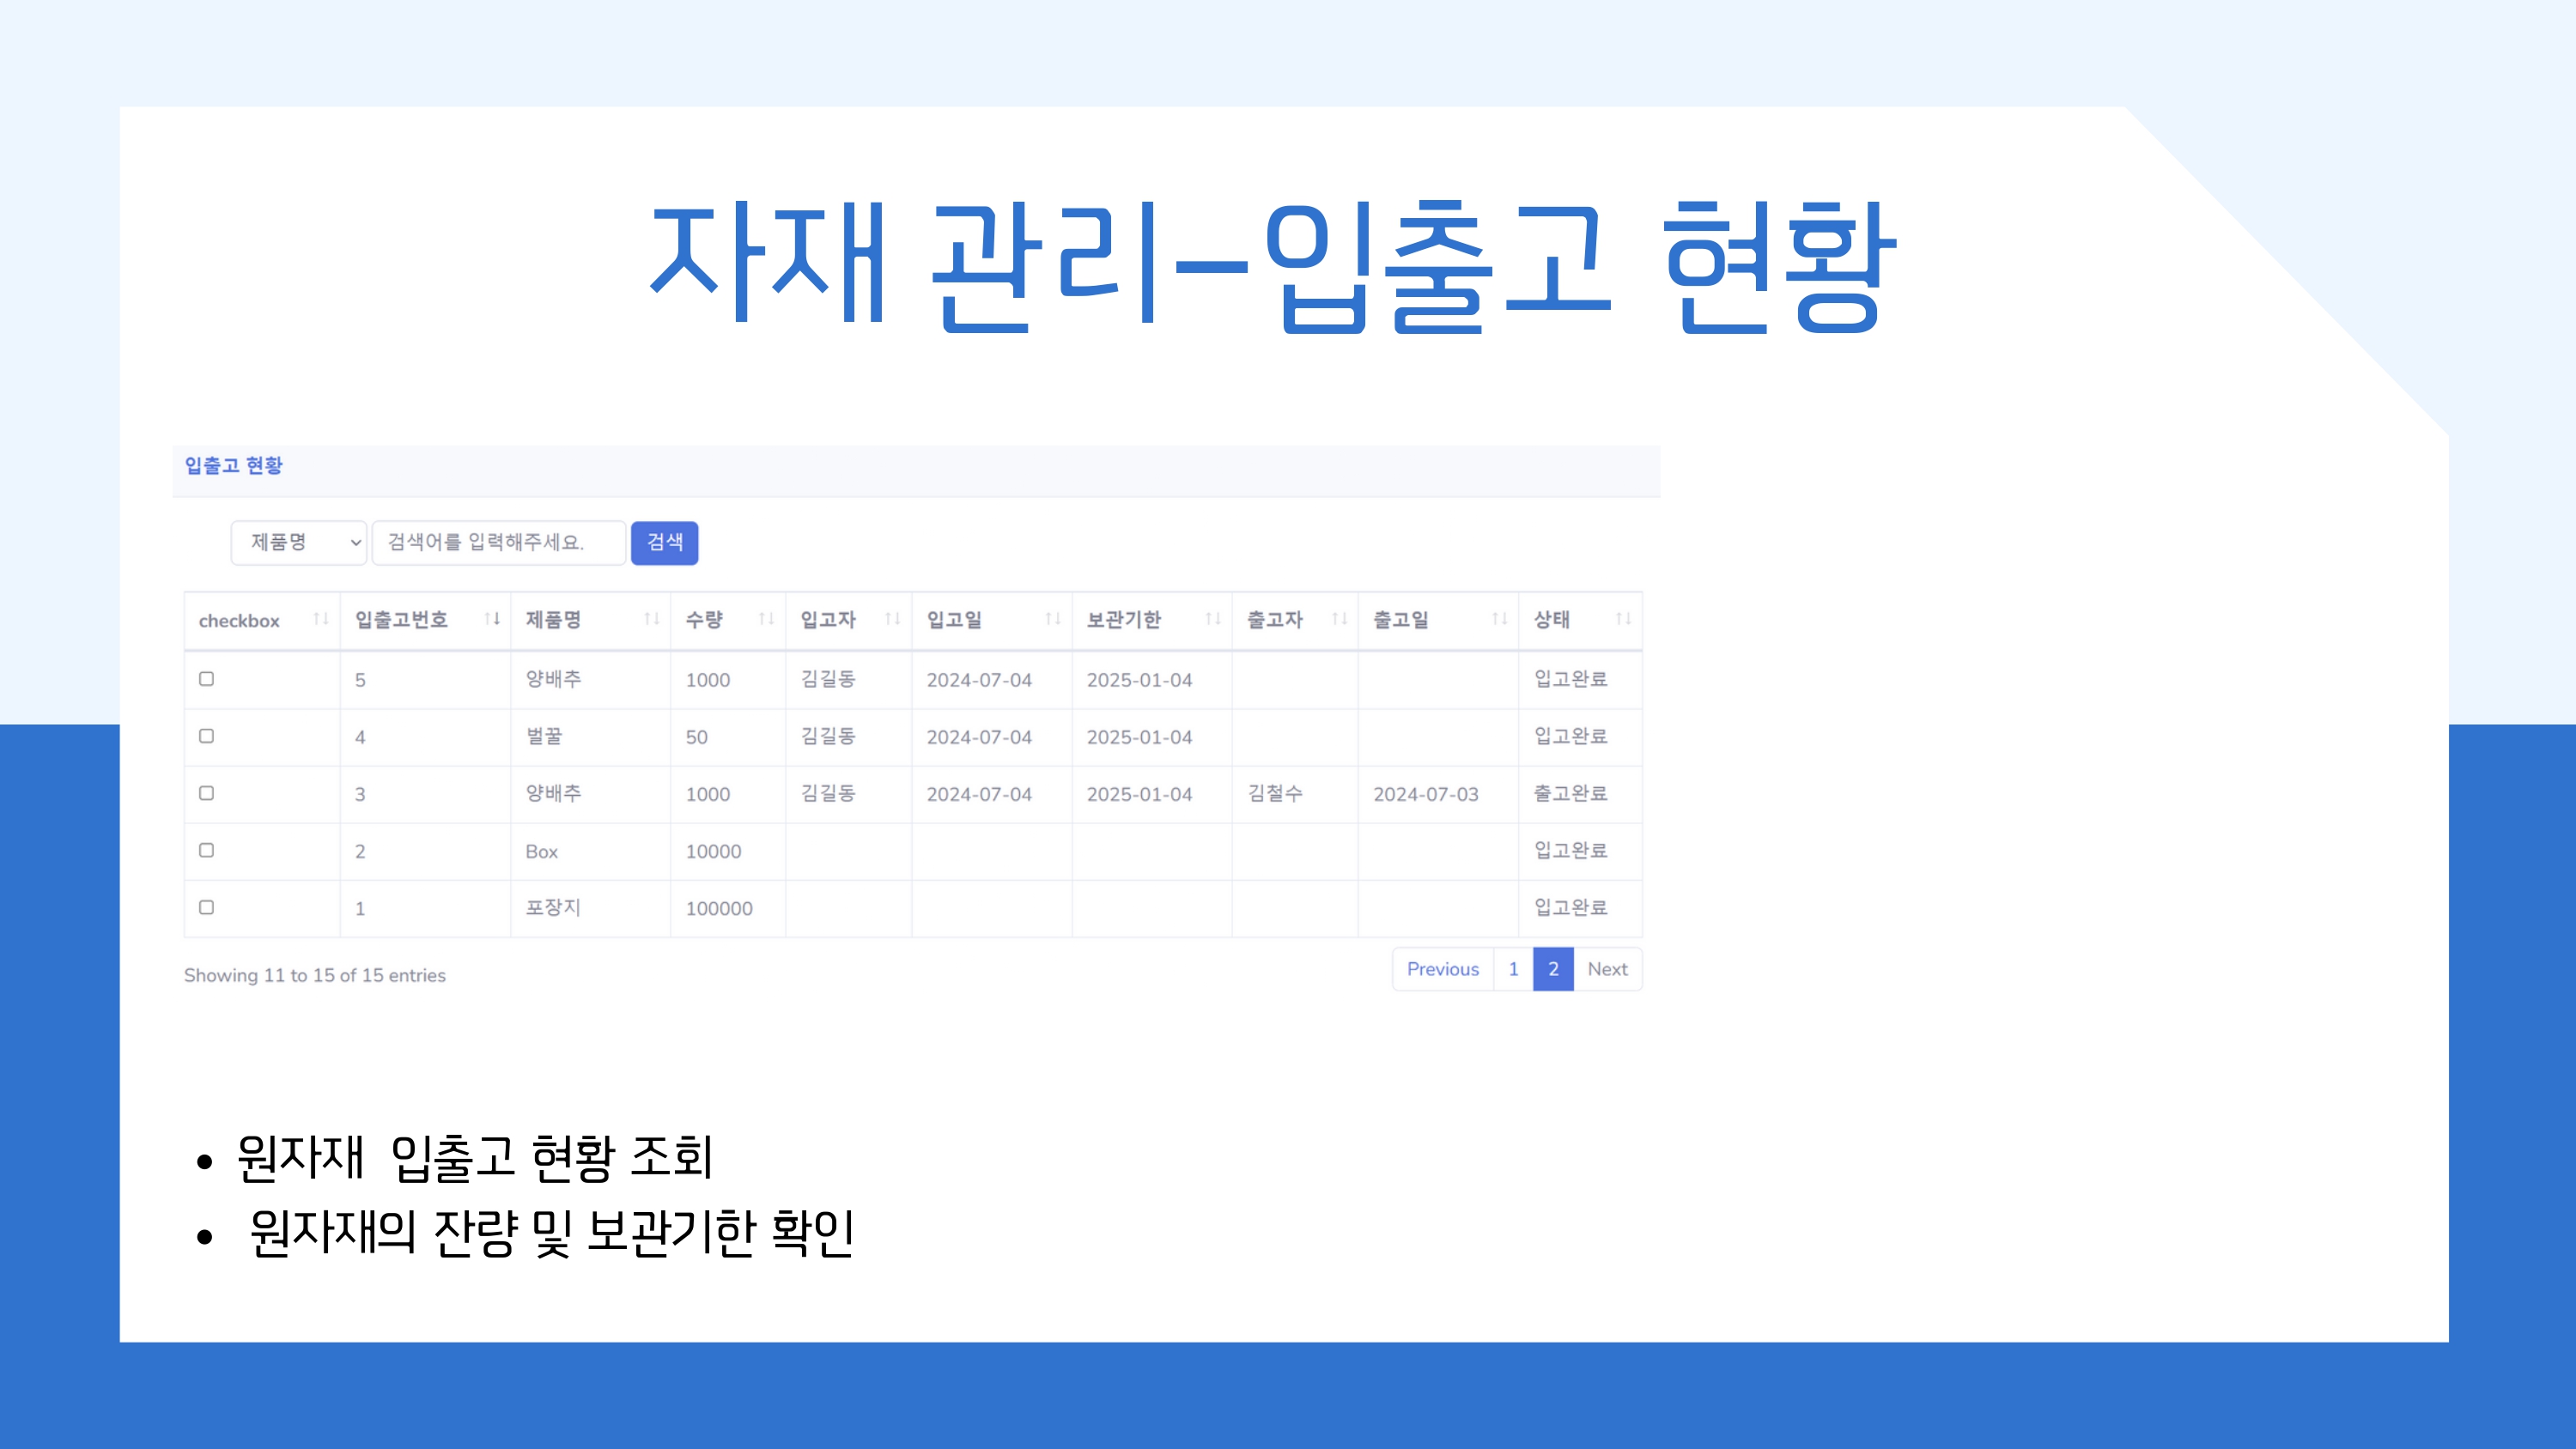 자재 관리-입출고 현황
입출고 현황
제품명 검색어를 입력해주세요. 검색
checkbox 입출고번호 제품명 수량 입고자 입고일 보관기한 출고자 출고일 상태
5 양배추 1000 김길동 2024-07-04 2025-01-04 입고완료
4 벌꿀 50 김길동 2024-07-04 2025-01-04 입고완료
3 양배추 1000 김길동 2024-07-04 2025-01-04 김철수 2024-07-03 출고완료
2 Box 10000 입고완료
1 포장지 100000 입고완료
Showing 11 to 15 of 15 entries Previous 1 2 Next
• 원자재 입출고 현황 조회
• 원자재의 잔량 및 보관기한 확인